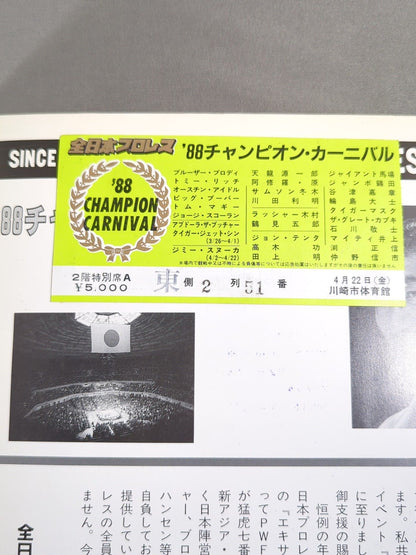 SINCE
'88チャ
全日本プロレス
'88チャンピオン・カーニバル
'88
CHAMPION
CARNIVAL
ブルーザー・ブロディ
トミー・リッチ
オースチン・アイドル
ビッグ・ブーバー
トム・マギー
ジョージ・スコーラン
アブドーラ・ザ・ブッチャー
タイガー・ジェット・シン
(3/26〜4/1)
ジミー・スヌーカ
(4/2〜4/22)
天龍源一郎
阿修羅・原
サムソン冬木
川田利明
ラッシャー木村
鶴見五郎
ジョン・テンタ
高木功
田上明
ジャイアント馬場
ジャンボ鶴田
谷津嘉章
輪島大士
タイガーマスク
ザ・グレート・カブキ
石川敬士
マイティ井上
渕正信
仲野信市
2階特別席A
¥5,000
東側2列51番
4月22日(金)
川崎市体育館
ます。私共
に至りまし
イベント『
御支援の賜
恒例の年
日本プロレ
の『エキサ
ってPW
が猛虎七番
新アジア・
く日本陣営
ハンセン等
ャー、プロ
自負してお
提供してい
レスの全日
ません。今
全日